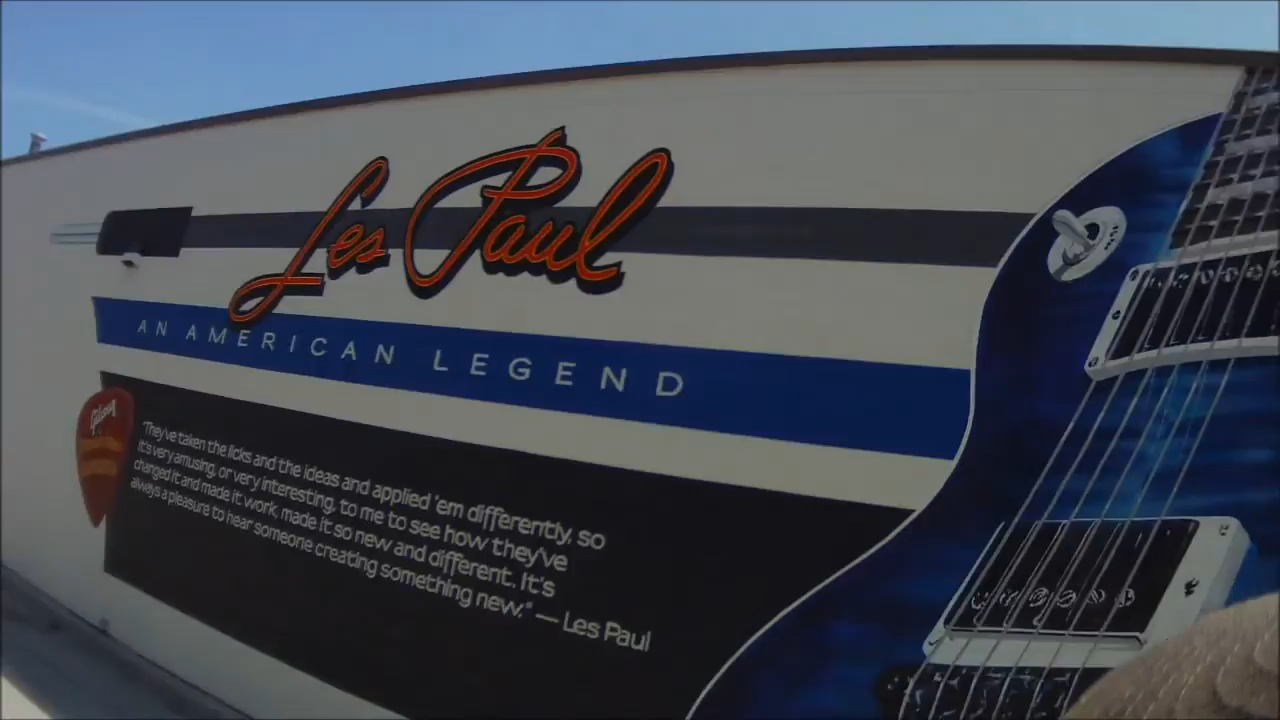 Les Paul
AN AMERICAN LEGEND
Gibson
"They've taken the licks and the ideas and applied 'em differently, so
it's very amusing, or very interesting, to me to see how they've
changed it and made it work, made it so new and different. It's
always a pleasure to hear someone creating something new." — Les Paul